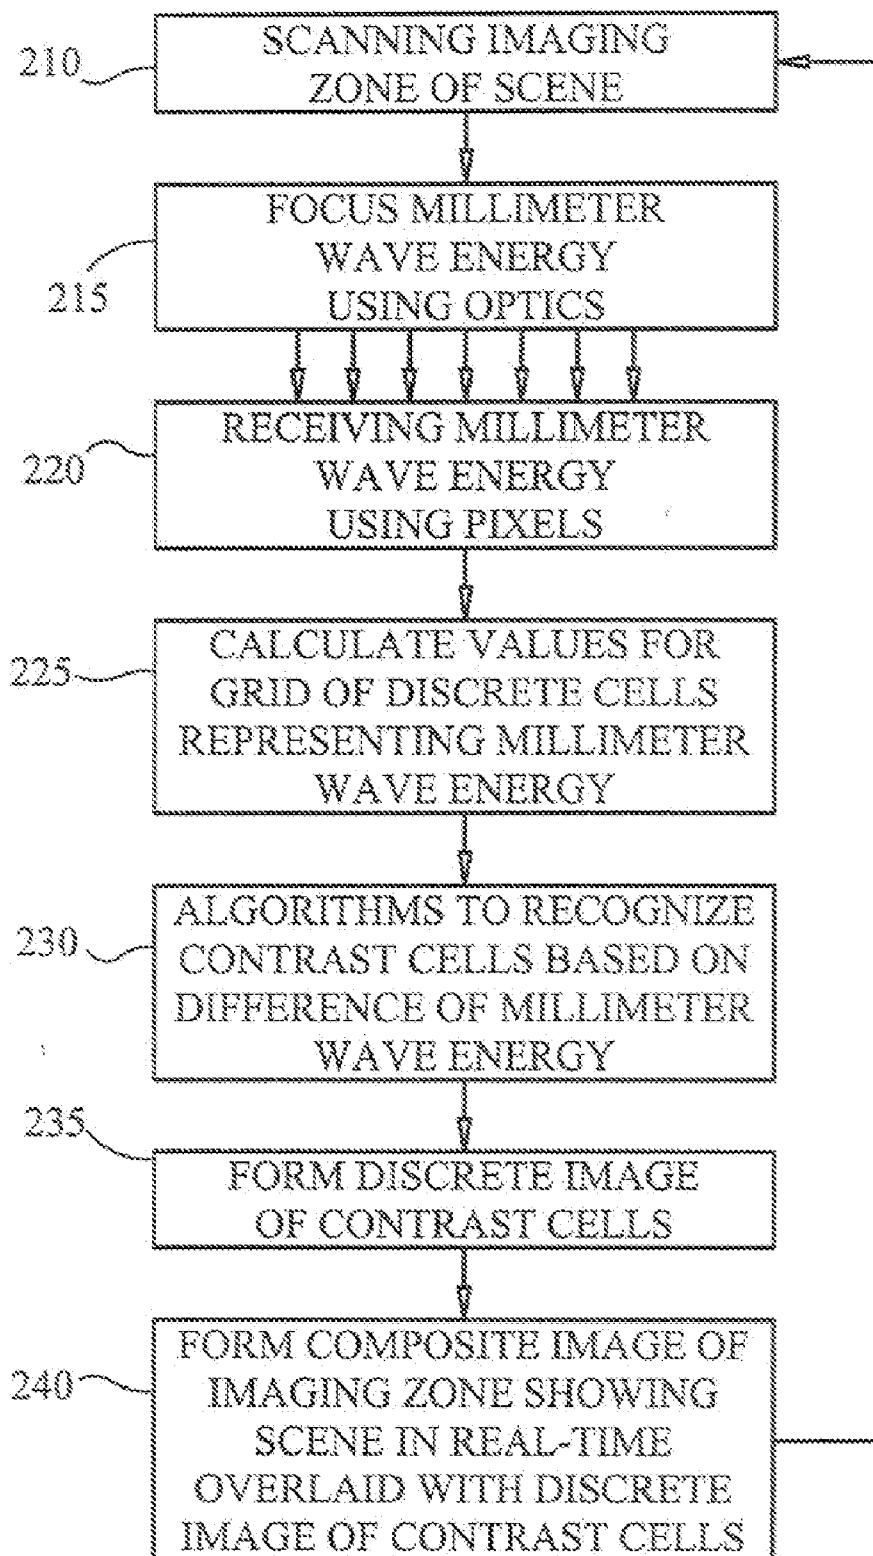 210
SCANNING IMAGING
ZONE OF SCENE
FOCUS MILLIMETER
WAVE ENERGY
USING OPTICS
215
RECEIVING MILLIMETER
WAVE ENERGY
USING PIXELS
220
225
CALCULATE VALUES FOR
GRID OF DISCRETE CELLS
REPRESENTING MILLIMETER
WAVE ENERGY
230
ALGORITHMS TO RECOGNIZE
CONTRAST CELLS BASED ON
DIFFERENCE OF MILLIMETER
WAVE ENERGY
235
FORM DISCRETE IMAGE
OF CONTRAST CELLS
240
FORM COMPOSITE IMAGE OF
IMAGING ZONE SHOWING
SCENE IN REAL-TIME
OVERLAID WITH DISCRETE
IMAGE OF CONTRAST CELLS